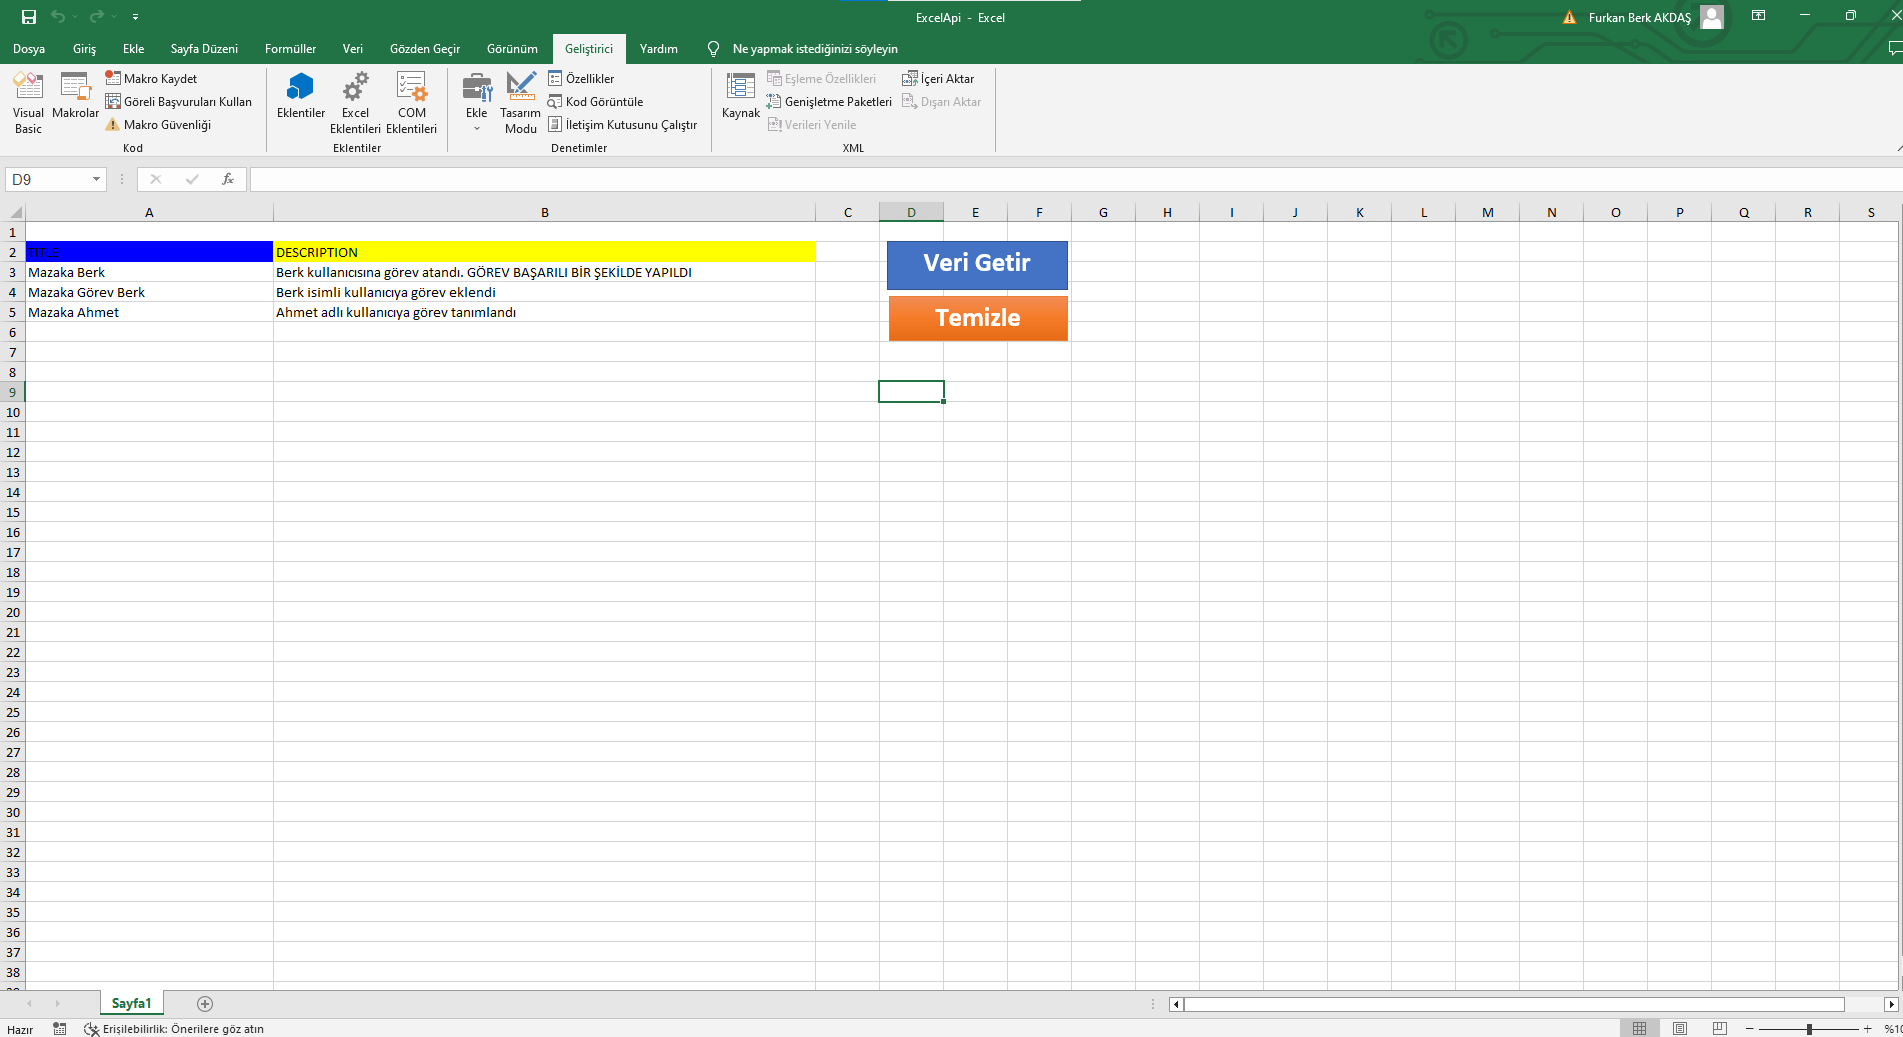 ExcelApi - Excel
Furkan Berk AKDAŞ
Dosya Giriş Ekle Sayfa Düzeni Formüller Veri Gözden Geçir Görünüm Geliştirici Yardım Ne yapmak istediğinizi söyleyin
Visual Basic
Makrolar
Makro Kaydet
Göreli Başvuruları Kullan
Makro Güvenliği
Kod
Eklentiler
Excel Eklentileri
COM Eklentileri
Eklentiler
Ekle
Tasarım Modu
Özellikler
Kod Görüntüle
İletişim Kutusunu Çalıştır
Denetimler
Kaynak
Eşleme Özellikleri
Genişletme Paketleri
Verileri Yenile
İçeri Aktar
Dışarı Aktar
XML
D9
fx
A B C D E F G H I J K L M N O P Q R S
1
2 TITLE DESCRIPTION
3 Mazaka Berk Berk kullanıcısına görev atandı. GÖREV BAŞARILI BİR ŞEKİLDE YAPILDI
4 Mazaka Görev Berk Berk isimli kullanıcıya görev eklendi
5 Mazaka Ahmet Ahmet adlı kullanıcıya görev tanımlandı
Veri Getir
Temizle
6
7
8
9
10
11
12
13
14
15
16
17
18
19
20
21
22
23
24
25
26
27
28
29
30
31
32
33
34
35
36
37
38
Sayfa1
Hazır Erişilebilirlik: Önerilere göz atın